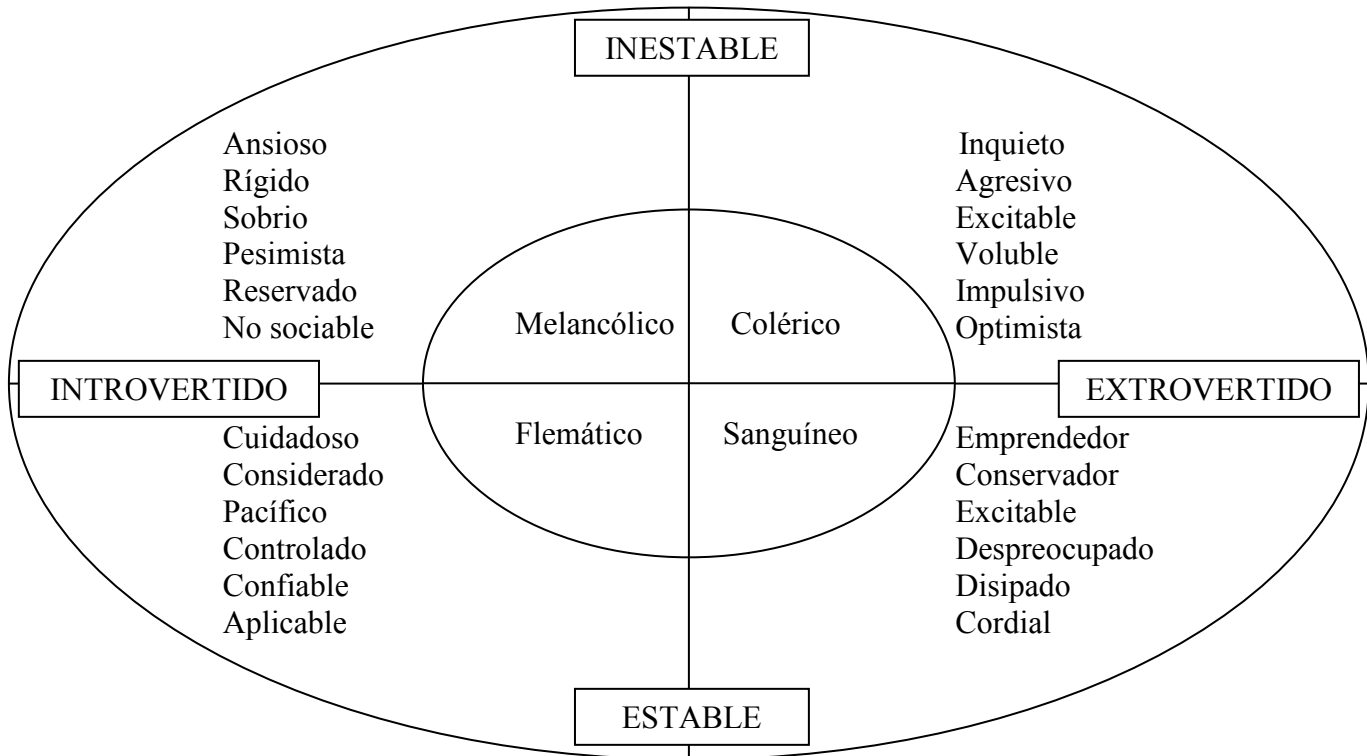 INESTABLE
Ansioso
Rígido
Sobrio
Pesimista
Reservado
No sociable
Inquieto
Agresivo
Excitable
Voluble
Impulsivo
Optimista
Melancólico
Colérico
INTROVERTIDO
EXTROVERTIDO
Flemático
Sanguíneo
Cuidadoso
Considerado
Pacífico
Controlado
Confiable
Aplicable
Emprendedor
Conservador
Excitable
Despreocupado
Disipado
Cordial
ESTABLE